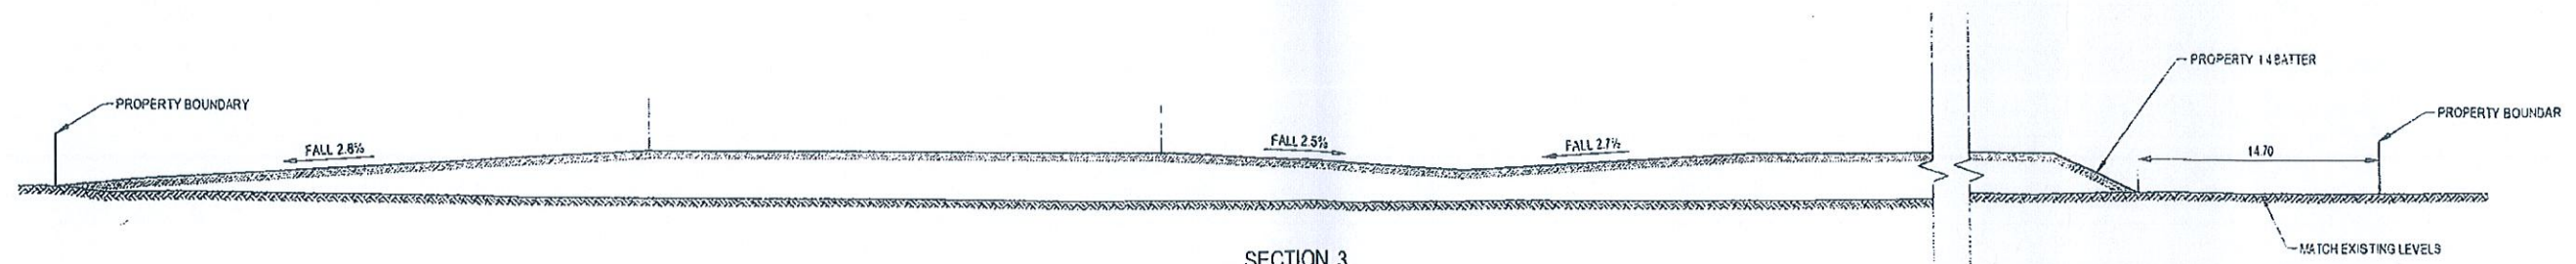 PROPERTY 1 4 BATTER
PROPERTY BOUNDARY
PROPERTY BOUNDAR
FALL 2.8%
FALL 2.5%
FALL 2.7%
14.70
MATCH EXISTING LEVELS
SECTION 3